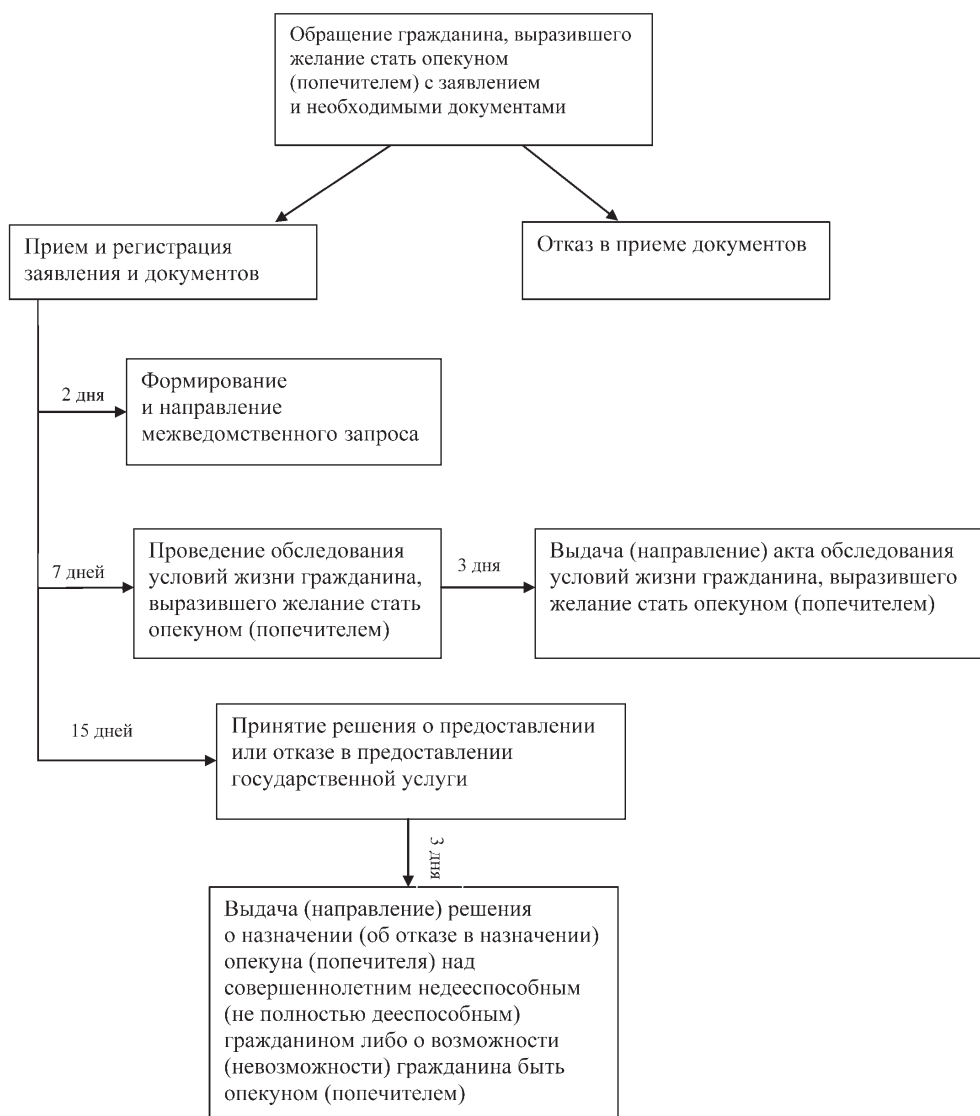 Обращение гражданина, выразившего
желание стать опекуном
(попечителем) с заявлением
и необходимыми документами
Прием и регистрация
заявления и документов
Отказ в приеме документов
2 дня
Формирование
и направление
межведомственного запроса
7 дней
Проведение обследования
условий жизни гражданина,
выразившего желание стать
опекуном (попечителем)
3 дня
Выдача (направление) акта обследования
условий жизни гражданина, выразившего
желание стать опекуном (попечителем)
15 дней
Принятие решения о предоставлении
или отказе в предоставлении
государственной услуги
3 дня
Выдача (направление) решения
о назначении (об отказе в назначении)
опекуна (попечителя) над
совершеннолетним недееспособным
(не полностью дееспособным)
гражданином либо о возможности
(невозможности) гражданина быть
опекуном (попечителем)